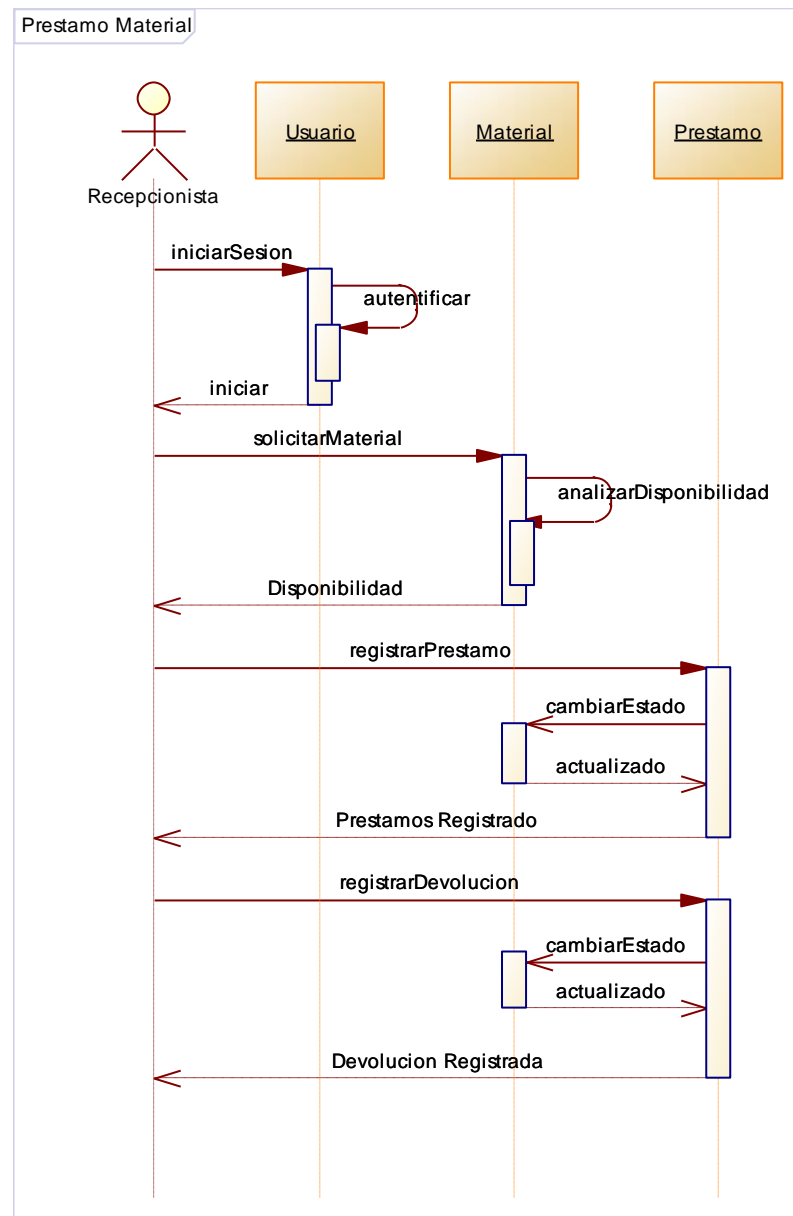 Prestamo Material
Usuario
Material
Prestamo
Recepcionista
iniciarSesion
autentificar
iniciar
solicitarMaterial
analizarDisponibilidad
Disponibilidad
registrarPrestamo
cambiarEstado
actualizado
Prestamos Registrado
registrarDevolucion
cambiarEstado
actualizado
Devolucion Registrada